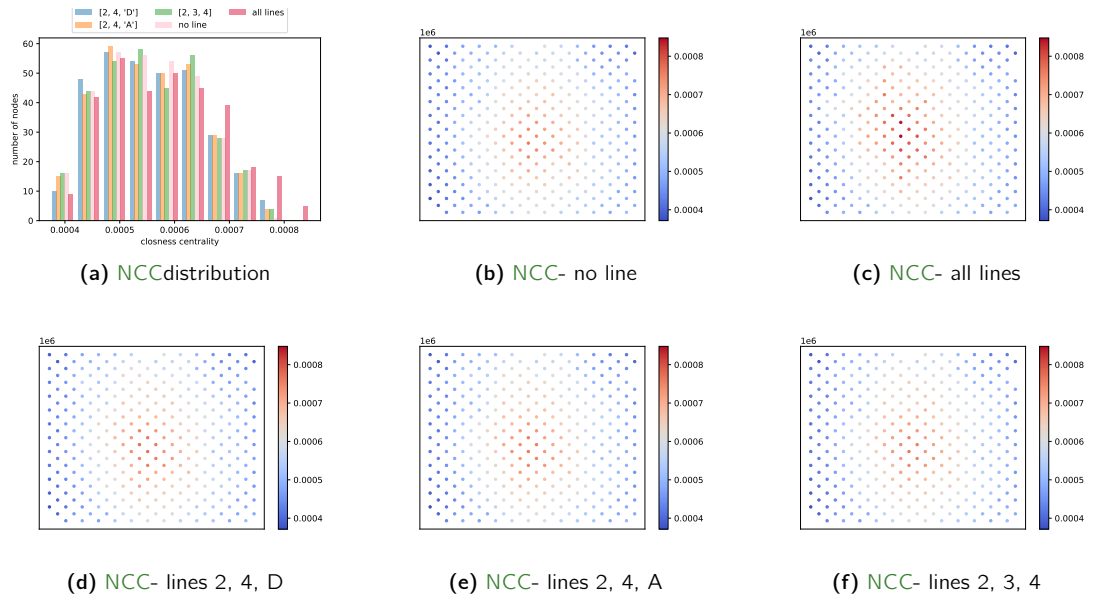 [2, 4, 'D'] [2, 3, 4] all lines
[2, 4, 'A'] no line
60
50
40
30
20
10
0
number of nodes
0.0004 0.0005 0.0006 0.0007 0.0008
closness centrality
(a) NCCdistribution
1e6
0.0008
0.0007
0.0006
0.0005
0.0004
(b) NCC- no line
1e6
0.0008
0.0007
0.0006
0.0005
0.0004
(c) NCC- all lines
1e6
0.0008
0.0007
0.0006
0.0005
0.0004
(d) NCC- lines 2, 4, D
1e6
0.0008
0.0007
0.0006
0.0005
0.0004
(e) NCC- lines 2, 4, A
1e6
0.0008
0.0007
0.0006
0.0005
0.0004
(f) NCC- lines 2, 3, 4